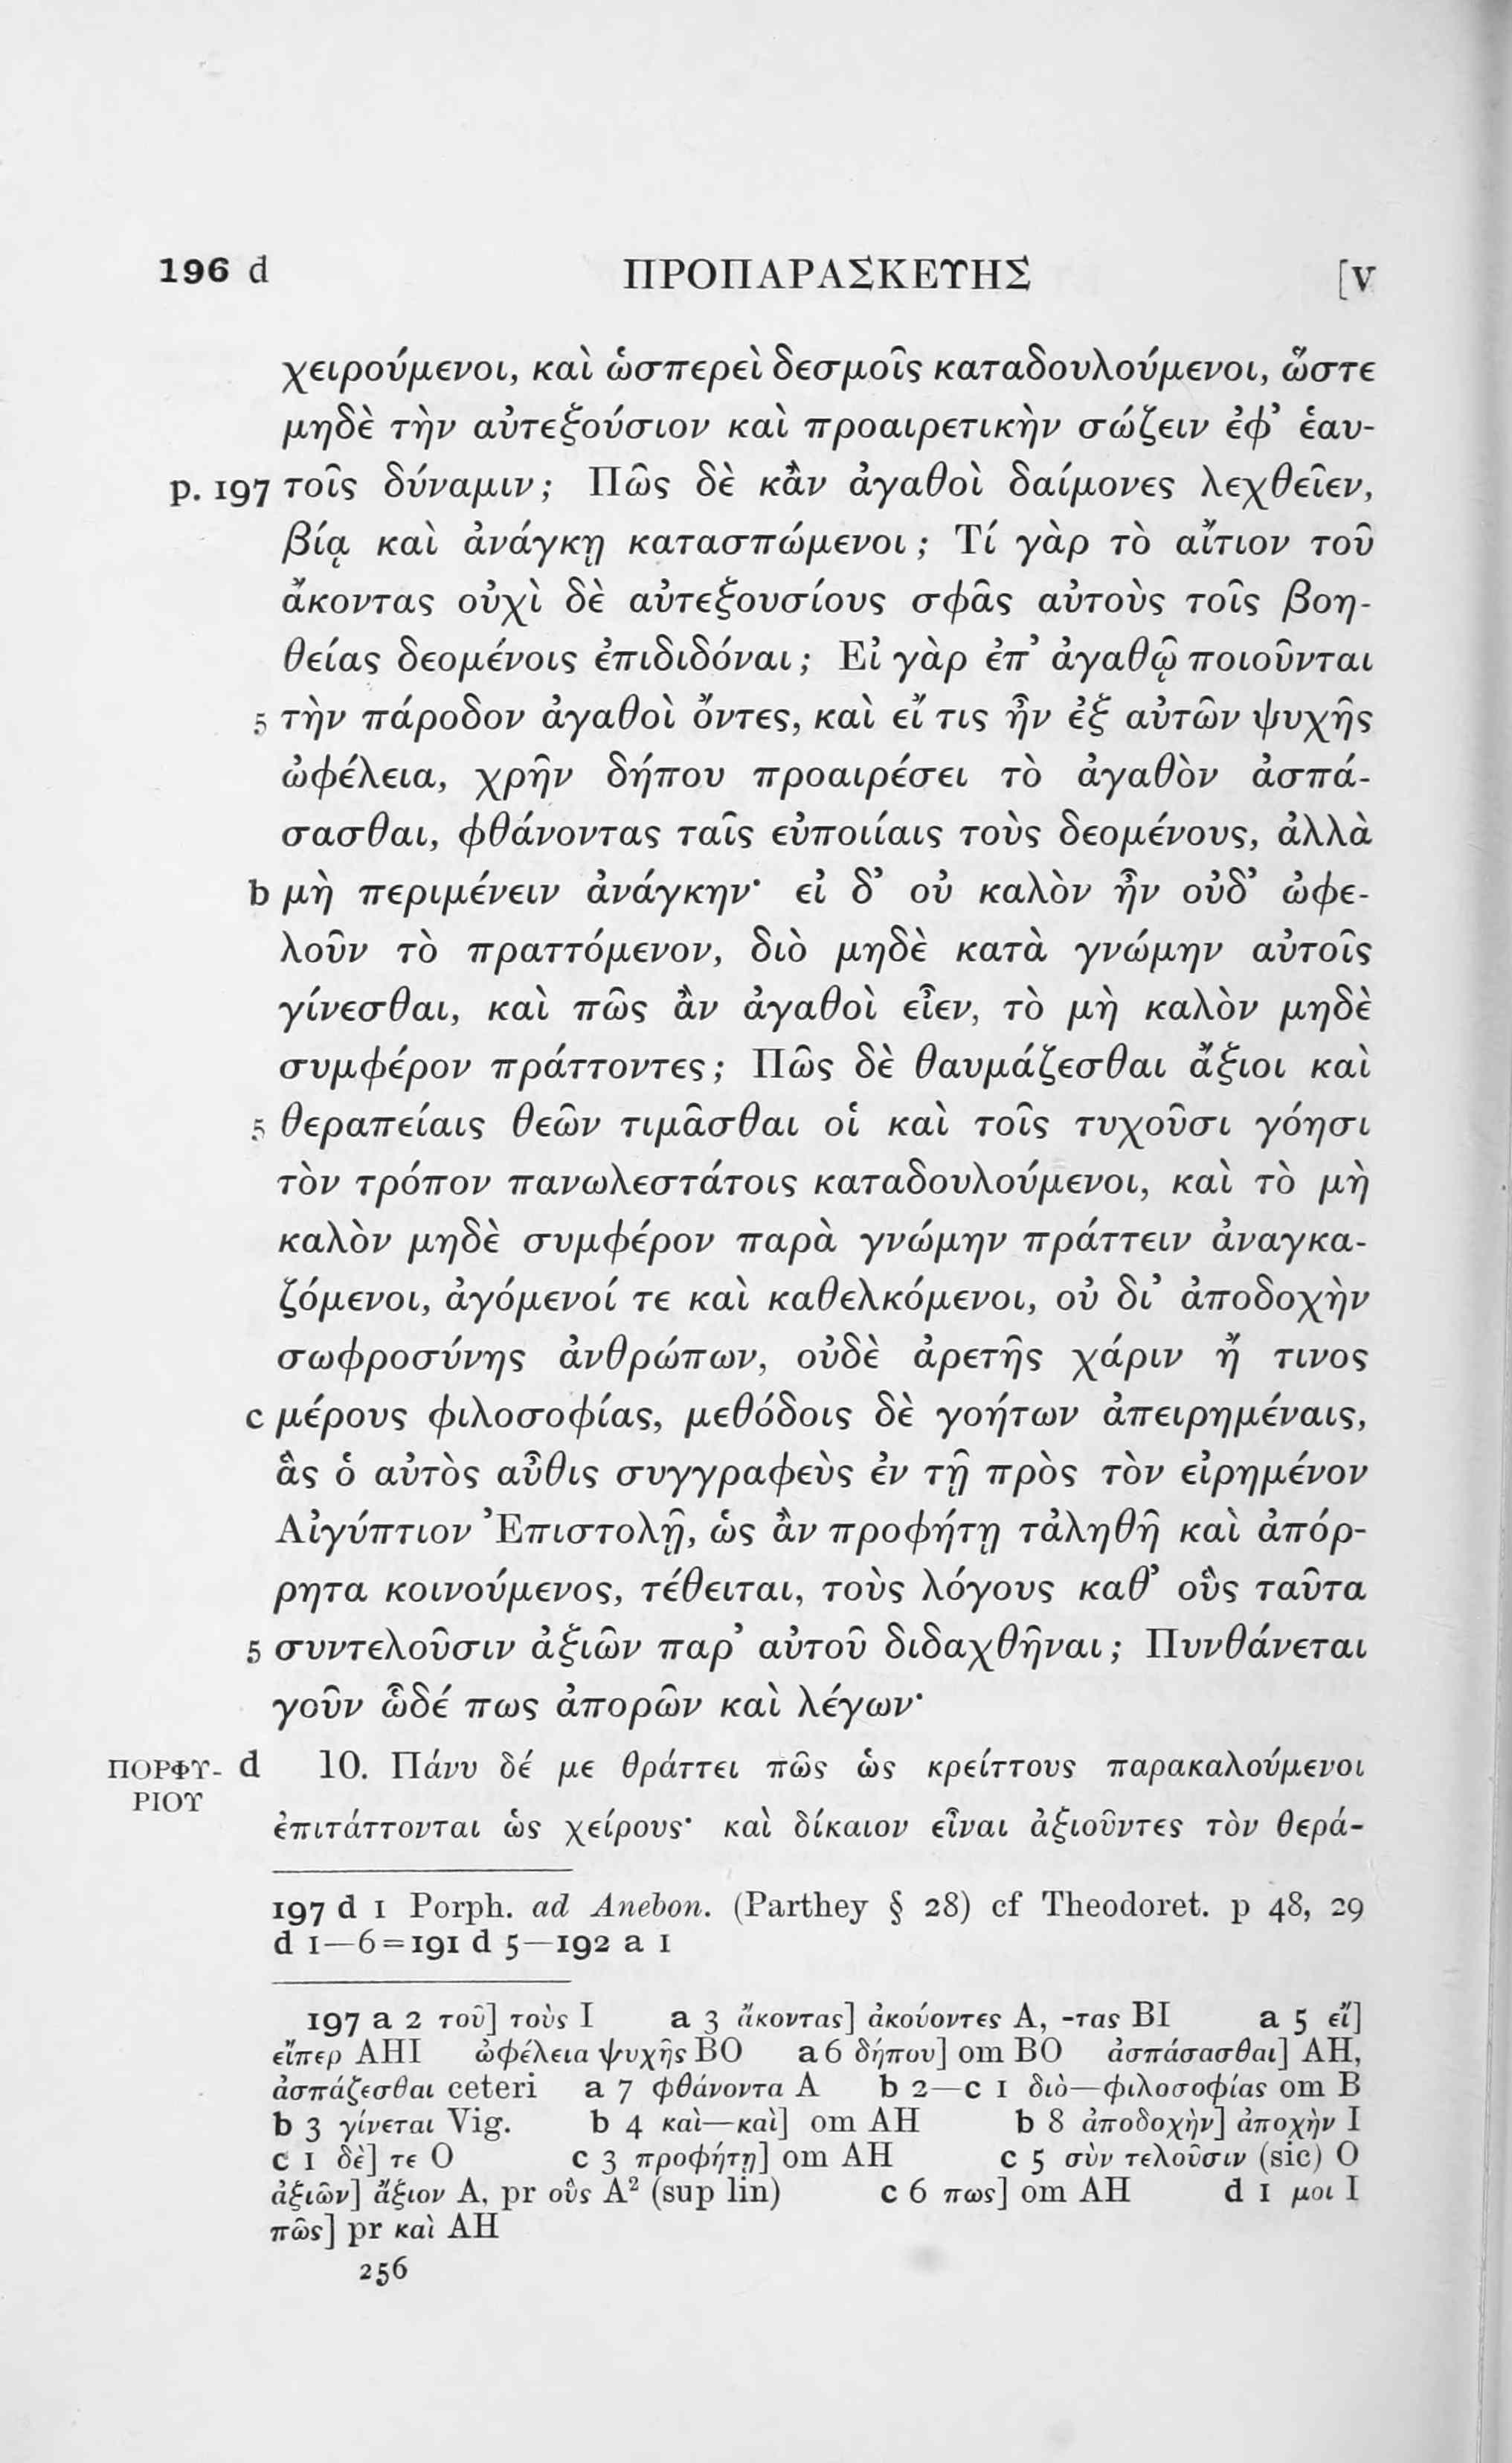 196 d ΠΡΟΠΑΡΑΣΚΕΥΗΣ [V
χειρούμενοι, καὶ ὡσπερεὶ δεσμοῖς καταδουλούμενοι, ὥστε
μηδὲ τὴν αὐτεξούσιον καὶ προαιρετικὴν σώζειν ἐφ’ ἑαυ-
p. 197 τοῖς δύναμιν; Πῶς δὲ κἂν ἀγαθοὶ δαίμονες λεχθεῖεν,
βίᾳ καὶ ἀνάγκῃ κατασπώμενοι; Τί γὰρ τὸ αἴτιον τοῦ
ἄκοντας οὐχὶ δὲ αὐτεξουσίους σφᾶς αὐτοὺς τοῖς βοη-
θείας δεομένοις ἐπιδιδόναι; Εἰ γὰρ ἐπ’ ἀγαθῷ ποιοῦνται
5 τὴν πάροδον ἀγαθοὶ ὄντες, καὶ εἴ τις ἦν ἐξ αὐτῶν ψυχῆς
ὠφέλεια, χρῆν δήπου προαιρέσει τὸ ἀγαθὸν ἀσπά-
σασθαι, φθάνοντας ταῖς εὐποιίαις τοὺς δεομένους, ἀλλὰ
b μὴ περιμένειν ἀνάγκην· εἰ δ’ οὐ καλὸν ἦν οὐδ’ ὠφε-
λοῦν τὸ πραττόμενον, διὸ μηδὲ κατὰ γνώμην αὐτοῖς
γίνεσθαι, καὶ πῶς ἂν ἀγαθοὶ εἶεν, τὸ μὴ καλὸν μηδὲ
συμφέρον πράττοντες; Πῶς δὲ θαυμάζεσθαι ἄξιοι καὶ
5 θεραπείαις θεῶν τιμᾶσθαι οἱ καὶ τοῖς τυχοῦσι γόησι
τὸν τρόπον πανωλεστάτοις καταδουλούμενοι, καὶ τὸ μὴ
καλὸν μηδὲ συμφέρον παρὰ γνώμην πράττειν ἀναγκα-
ζόμενοι, ἀγόμενοί τε καὶ καθελκόμενοι, οὐ δι’ ἀποδοχὴν
σωφροσύνης ἀνθρώπων, οὐδὲ ἀρετῆς χάριν ἤ τινος
c μέρους φιλοσοφίας, μεθόδοις δὲ γοήτων ἀπειρημέναις,
ἃς ὁ αὐτὸς αὖθις συγγραφεὺς ἐν τῇ πρὸς τὸν εἰρημένον
Αἰγύπτιον Ἐπιστολῇ, ὡς ἂν προφήτῃ τἀληθῆ καὶ ἀπόρ-
ρητα κοινούμενος, τέθειται, τοὺς λόγους καθ’ οὓς ταῦτα
5 συντελοῦσιν ἀξιῶν παρ’ αὐτοῦ διδαχθῆναι; Πυνθάνεται
γοῦν ὧδέ πως ἀπορῶν καὶ λέγων·
ΠΟΡΦΥ- d 10. Πάνυ δέ με θράττει πῶς ὡς κρείττους παρακαλούμενοι
ΡΙΟΥ
ἐπιτάττονται ὡς χείρους· καὶ δίκαιον εἶναι ἀξιοῦντες τὸν θερά-
197 d 1 Porph. ad Anebon. (Parthey § 28) cf Theodoret. p 48, 29
d 1—6 = 191 d 5—192 a 1
197 a 2 τοῦ] τοὺς I a 3 ἄκοντας] ἀκούοντες A, -τας BI a 5 εἴ]
εἴπερ AHI ὠφέλεια ψυχῆς BO a 6 δήπου] om BO ἀσπάσασθαι] AH,
ἀσπάζεσθαι ceteri a 7 φθάνοντα A b 2—c 1 διὸ—φιλοσοφίας om B
b 3 γίνεται Vig. b 4 καὶ—καὶ] om AH b 8 ἀποδοχὴν] ἀποχὴν I
c 1 δὲ] τε O c 3 προφήτῃ] om AH c 5 σὺν τελοῦσιν (sic) O
ἀξιῶν] ἄξιον A, pr οὓς A² (sup lin) c 6 πως] om AH d 1 μοι I
πῶς] pr καὶ AH
256